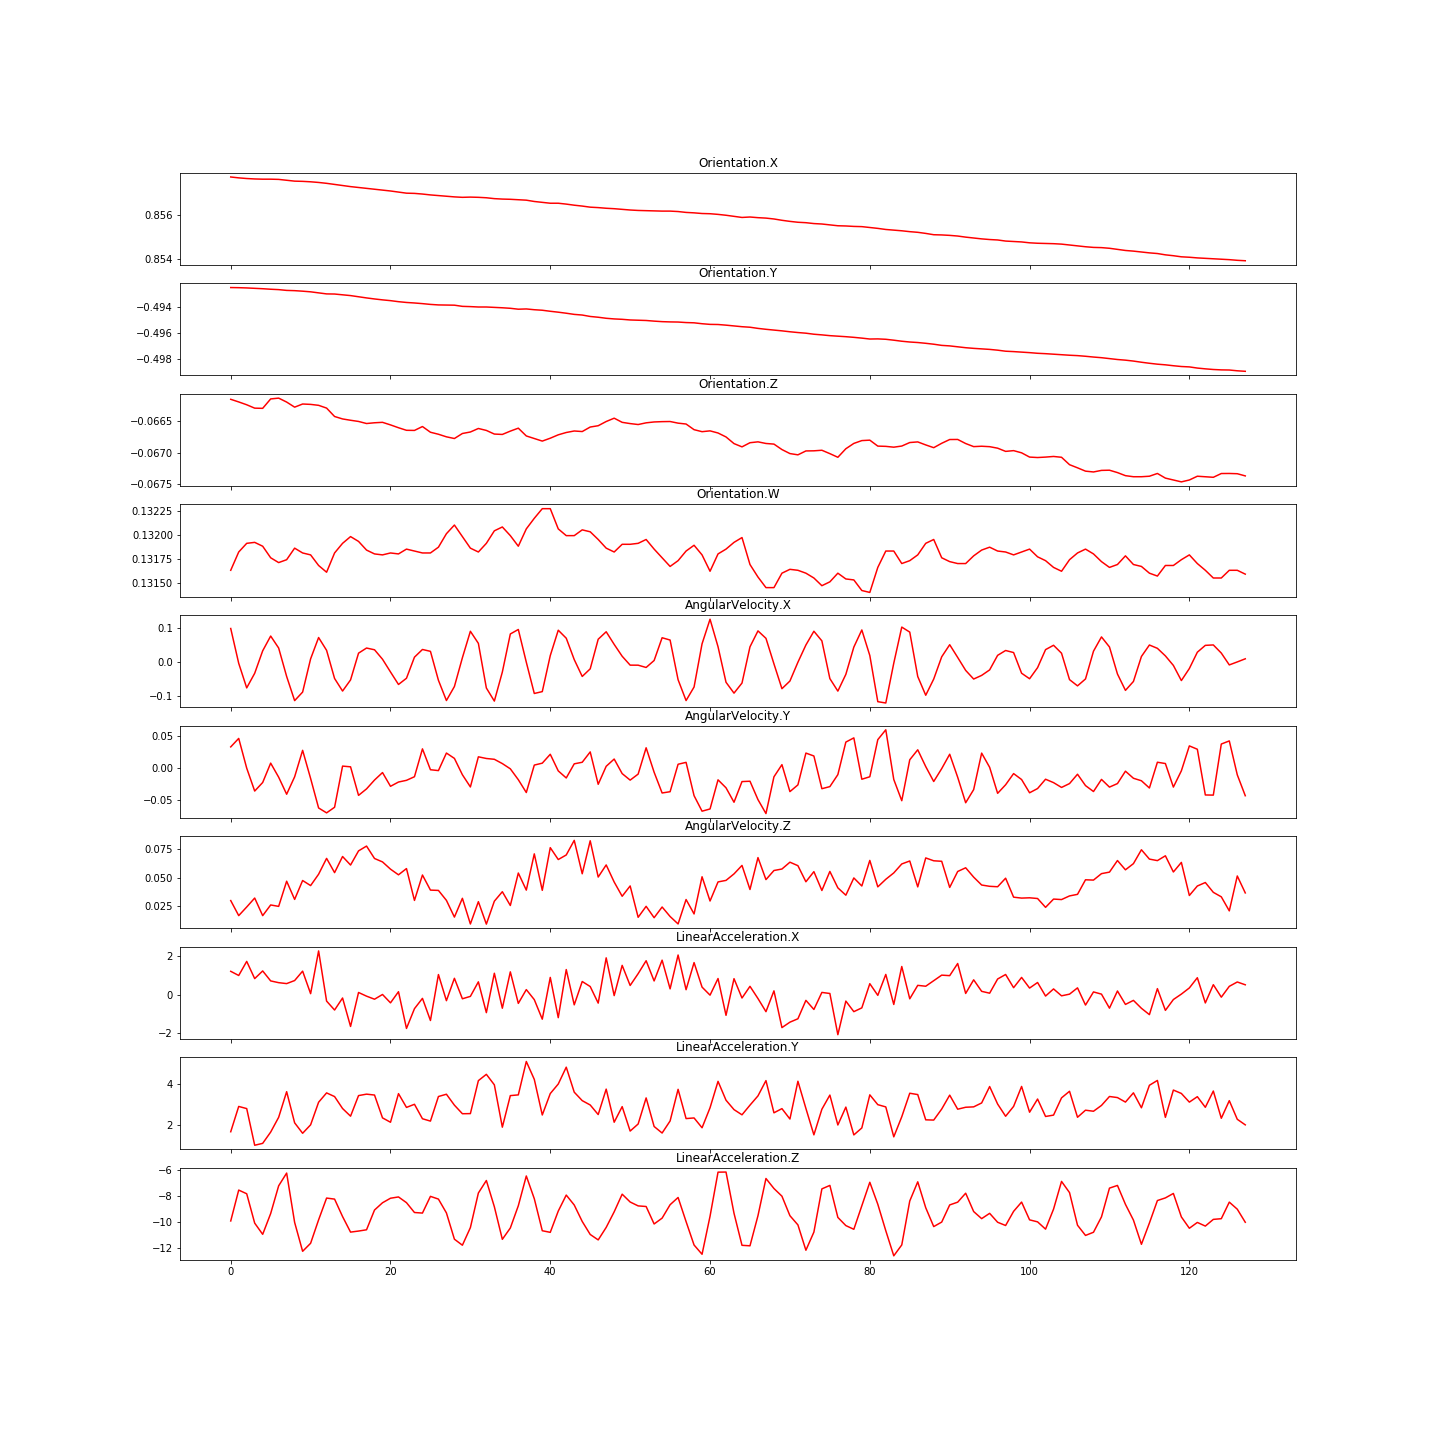 Orientation.X
0.856
0.854
Orientation.Y
−0.494
−0.496
−0.498
Orientation.Z
−0.0665
−0.0670
−0.0675
Orientation.W
0.13225
0.13200
0.13175
0.13150
AngularVelocity.X
0.1
0.0
−0.1
AngularVelocity.Y
0.05
0.00
−0.05
AngularVelocity.Z
0.075
0.050
0.025
LinearAcceleration.X
2
0
−2
LinearAcceleration.Y
4
2
LinearAcceleration.Z
−6
−8
−10
−12
0 20 40 60 80 100 120